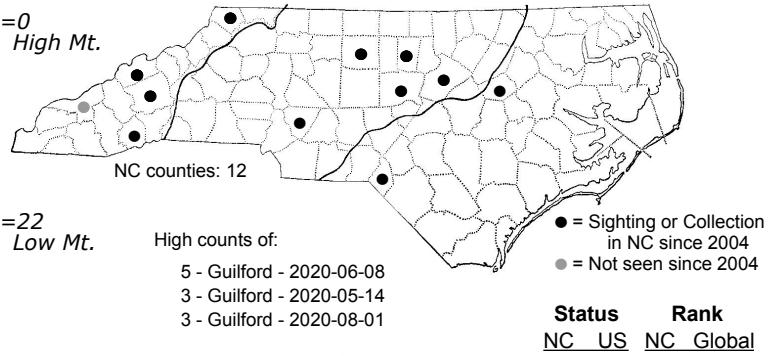 =0
High Mt.
NC counties: 12
=22
Low Mt.
High counts of:
5 - Guilford - 2020-06-08
3 - Guilford - 2020-05-14
3 - Guilford - 2020-08-01
= Sighting or Collection
in NC since 2004
= Not seen since 2004
Status Rank
NC US NC Global